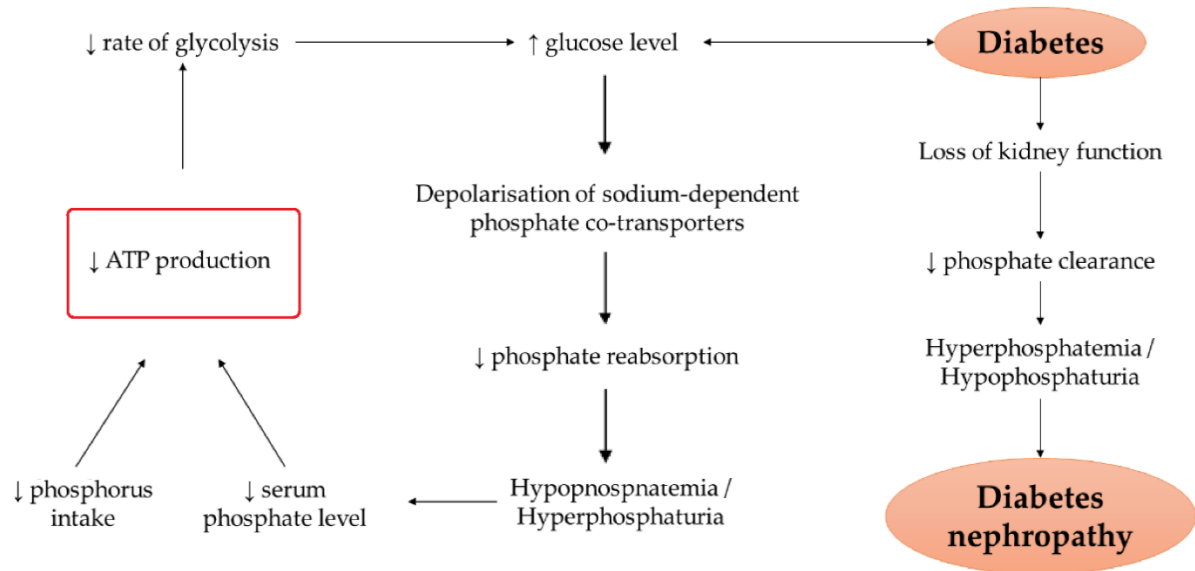 ↓ rate of glycolysis
↑ glucose level
Diabetes
Loss of kidney function
Depolarisation of sodium-dependent
phosphate co-transporters
↓ ATP production
↓ phosphate clearance
↓ phosphate reabsorption
Hyperphosphatemia /
Hypophosphaturia
↓ phosphorus
intake
↓ serum
phosphate level
Hypopnospnatemia /
Hyperphosphaturia
Diabetes
nephropathy